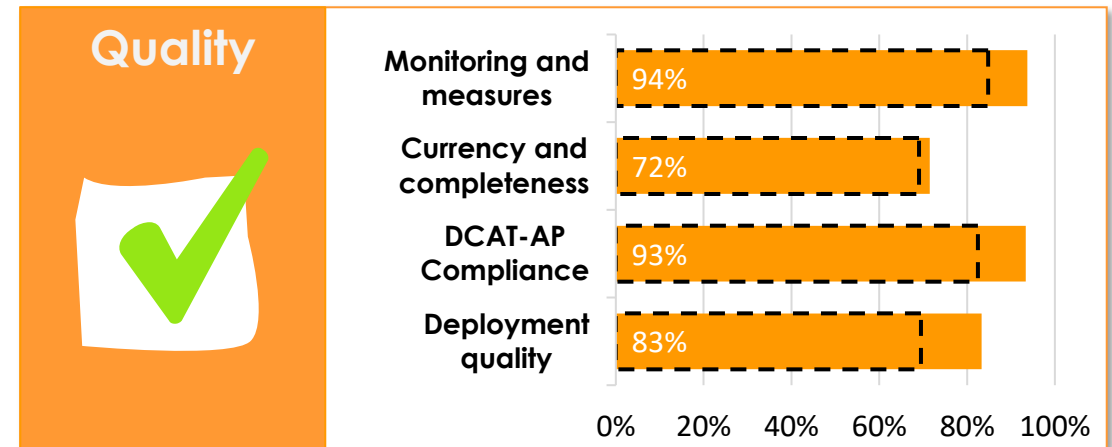 Quality
Monitoring and
measures
94%
Currency and
completeness
72%
DCAT-AP
Compliance
93%
Deployment
quality
83%
0% 20% 40% 60% 80% 100%